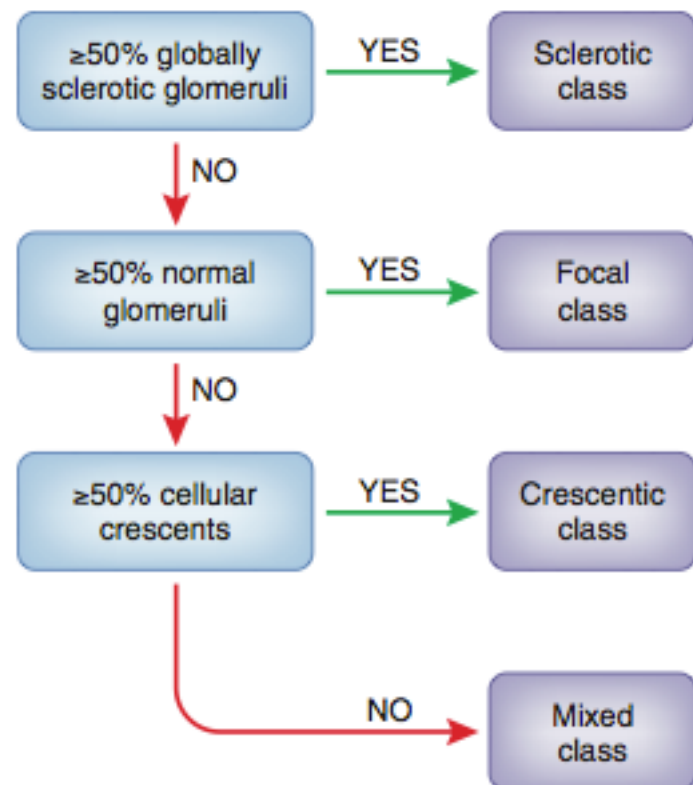 ≥50% globally
sclerotic glomeruli
YES
Sclerotic
class
NO
≥50% normal
glomeruli
YES
Focal
class
NO
≥50% cellular
crescents
YES
Crescentic
class
NO
Mixed
class